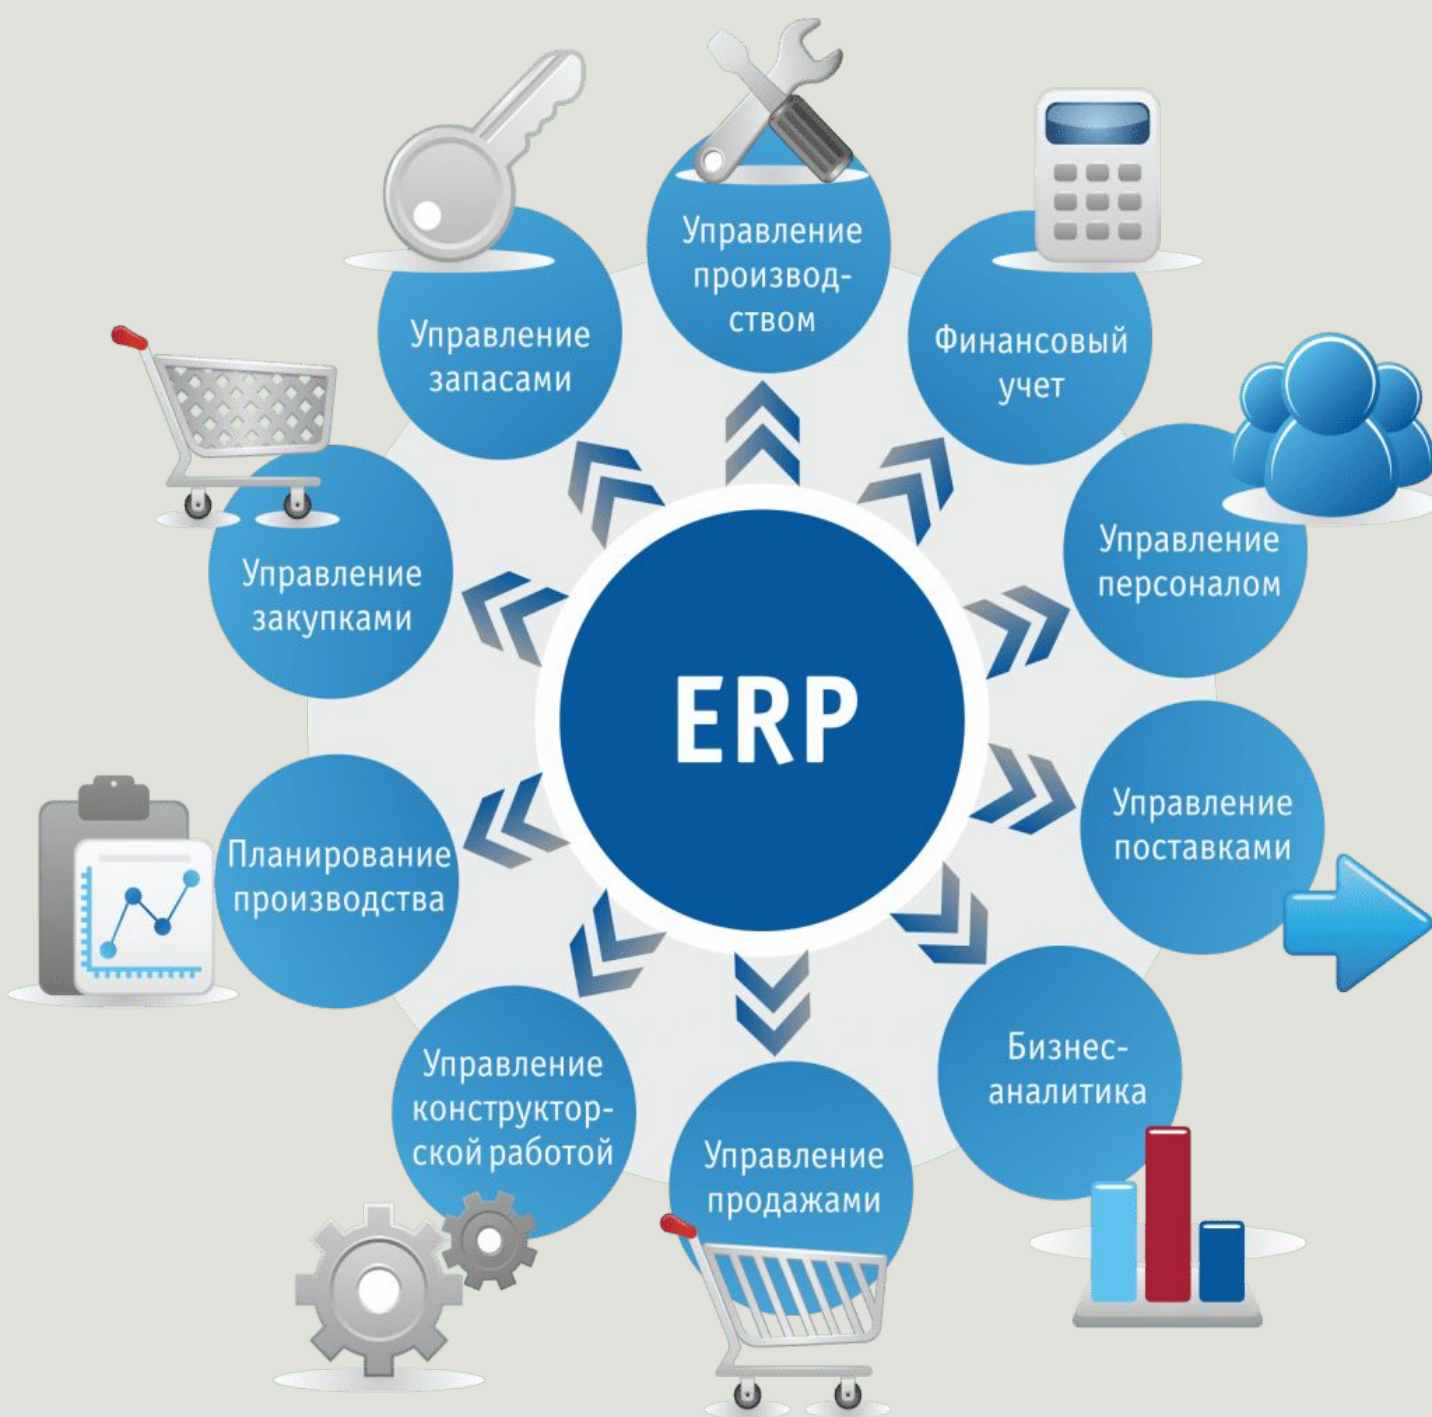 Управление
производ-
ством
Финансовый
учет
Управление
персоналом
Управление
поставками
Бизнес-
аналитика
Управление
продажами
Управление
конструктор-
ской работой
Планирование
производства
Управление
закупками
Управление
запасами
ERP